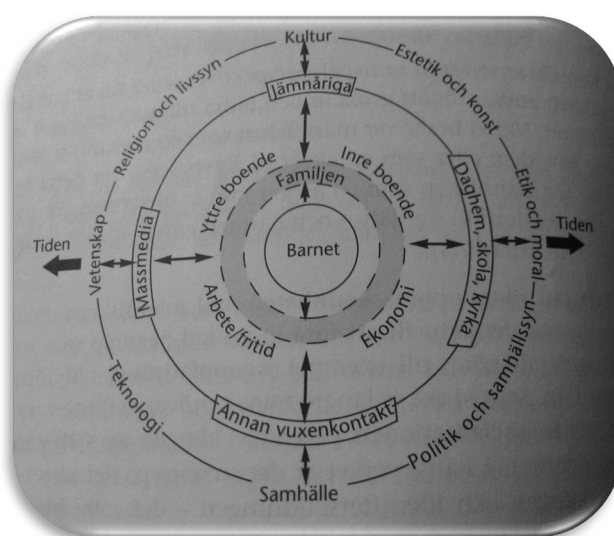 Kultur
Religion och livssyn
Estetik och konst
Jämnåriga
Yttre boende
Inre boende
Familjen
Daghem, skola, kyrka
Etik och moral
Tiden
Tiden
Vetenskap
Massmedia
Barnet
Arbete/fritid
Ekonomi
Teknologi
Annan vuxenkontakt
Politik och samhällssyn
Samhälle